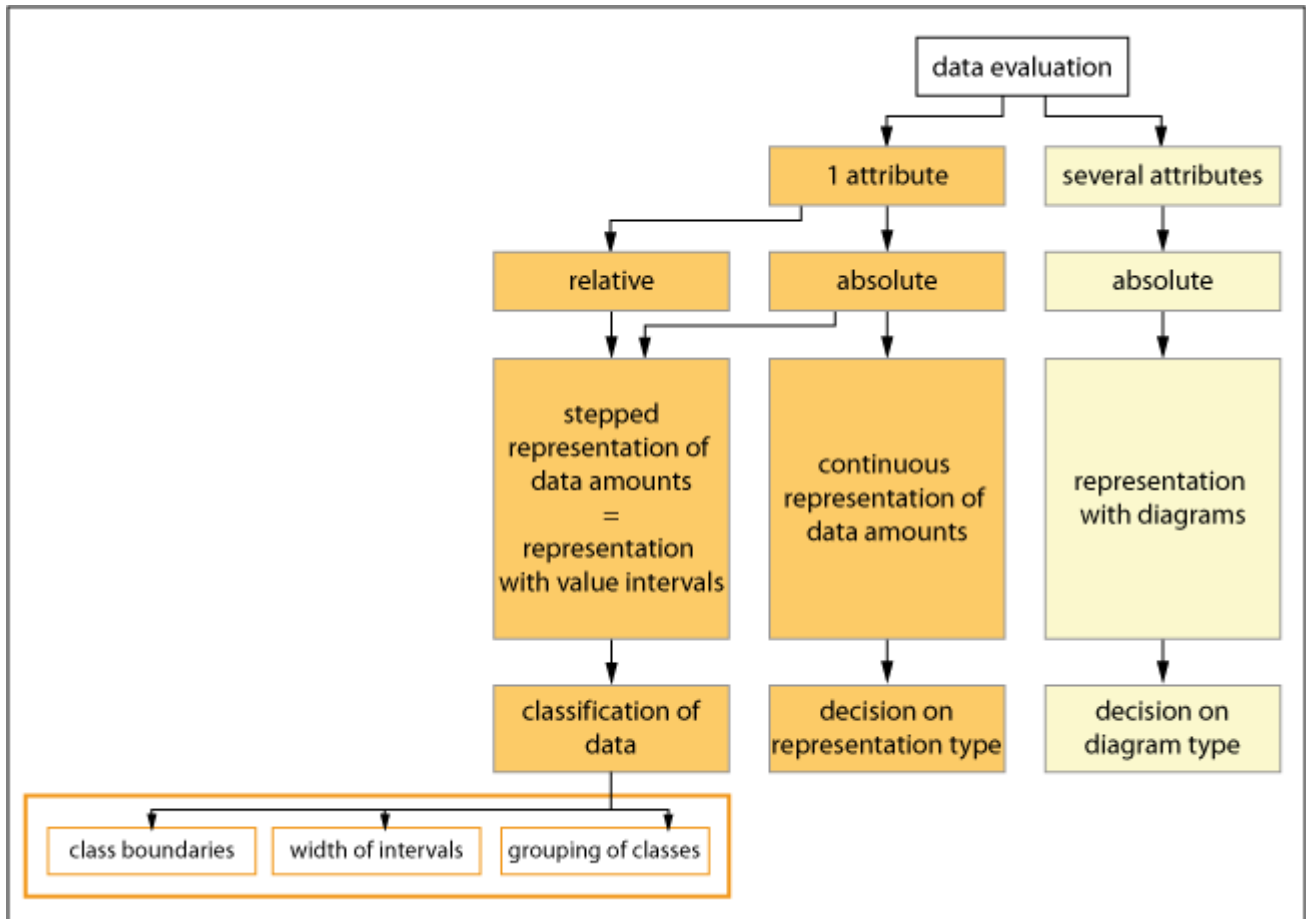 data evaluation
1 attribute
several attributes
relative
absolute
absolute
stepped
representation of
data amounts
=
representation
with value intervals
continuous
representation of
data amounts
representation
with diagrams
classification of
data
decision on
representation type
decision on
diagram type
class boundaries
width of intervals
grouping of classes